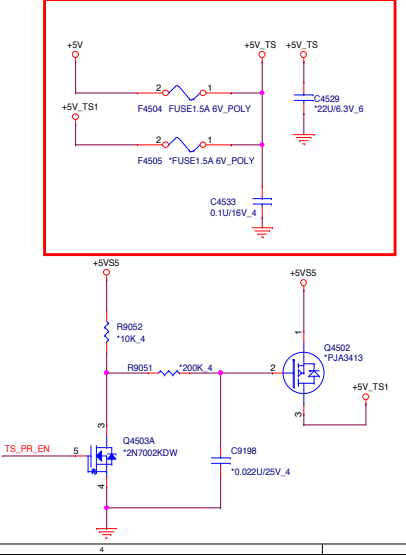 +5V
+5V_TS
+5V_TS
2
1
F4504 FUSE1.5A 6V_POLY
C4529
*22U/6.3V_6
+5V_TS1
2
1
F4505 *FUSE1.5A 6V_POLY
C4533
0.1U/16V_4
+5VS5
+5VS5
R9052
*10K_4
1
Q4502
*PJA3413
R9051
*200K_4
2
+5V_TS1
3
3
Q4503A
*2N7002KDW
TS_PR_EN
5
4
C9198
*0.022U/25V_4
4